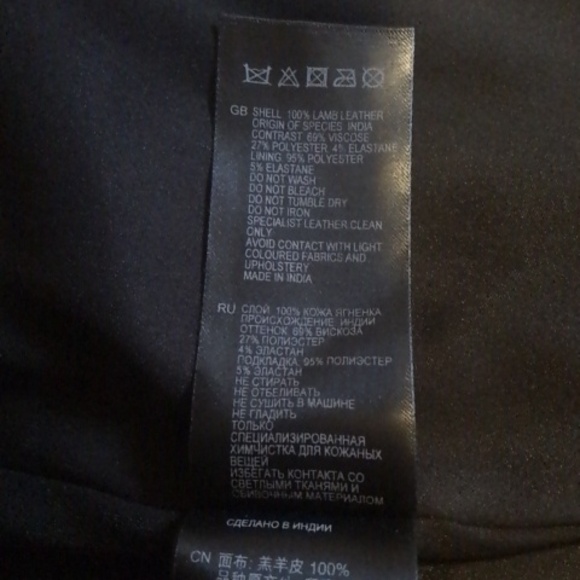 GB SHELL 100% LAMB LEATHER
ORIGIN OF SPECIES INDIA
CONTRAST 69% VISCOSE
27% POLYESTER 4% ELASTANE
LINING 95% POLYESTER
5% ELASTANE
DO NOT WASH
DO NOT BLEACH
DO NOT TUMBLE DRY
DO NOT IRON
SPECIALIST LEATHER CLEAN
ONLY
AVOID CONTACT WITH LIGHT
COLOURED FABRICS AND
UPHOLSTERY
MADE IN INDIA
RU СЛОЙ 100% КОЖА ЯГНЕНКА
ПРОИСХОЖДЕНИЕ ИНДИИ
ОТТЕНОК 69% ВИСКОЗА
27% ПОЛИЭСТЕР
4% ЭЛАСТАН
ПОДКЛАДКА 95% ПОЛИЭСТЕР
5% ЭЛАСТАН
НЕ СТИРАТЬ
НЕ ОТБЕЛИВАТЬ
НЕ СУШИТЬ В МАШИНЕ
НЕ ГЛАДИТЬ
ТОЛЬКО
СПЕЦИАЛИЗИРОВАННАЯ
ХИМЧИСТКА ДЛЯ КОЖАНЫХ
ВЕЩЕЙ
ИЗБЕГАТЬ КОНТАКТА СО
СВЕТЛЫМИ ТКАНЯМИ И
ОБИВОЧНЫМ МАТЕРИАЛОМ
СДЕЛАНО В ИНДИИ
CN 面布: 羔羊皮 100%